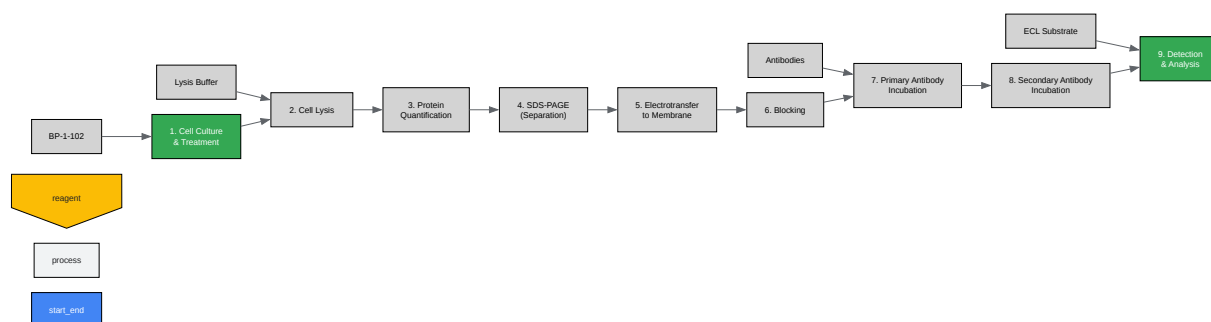 BP-1-102
Lysis Buffer
1. Cell Culture
& Treatment
2. Cell Lysis
3. Protein
Quantification
4. SDS-PAGE
(Separation)
5. Electrotransfer
to Membrane
Antibodies
6. Blocking
7. Primary Antibody
Incubation
ECL Substrate
8. Secondary Antibody
Incubation
9. Detection
& Analysis
reagent
process
start_end